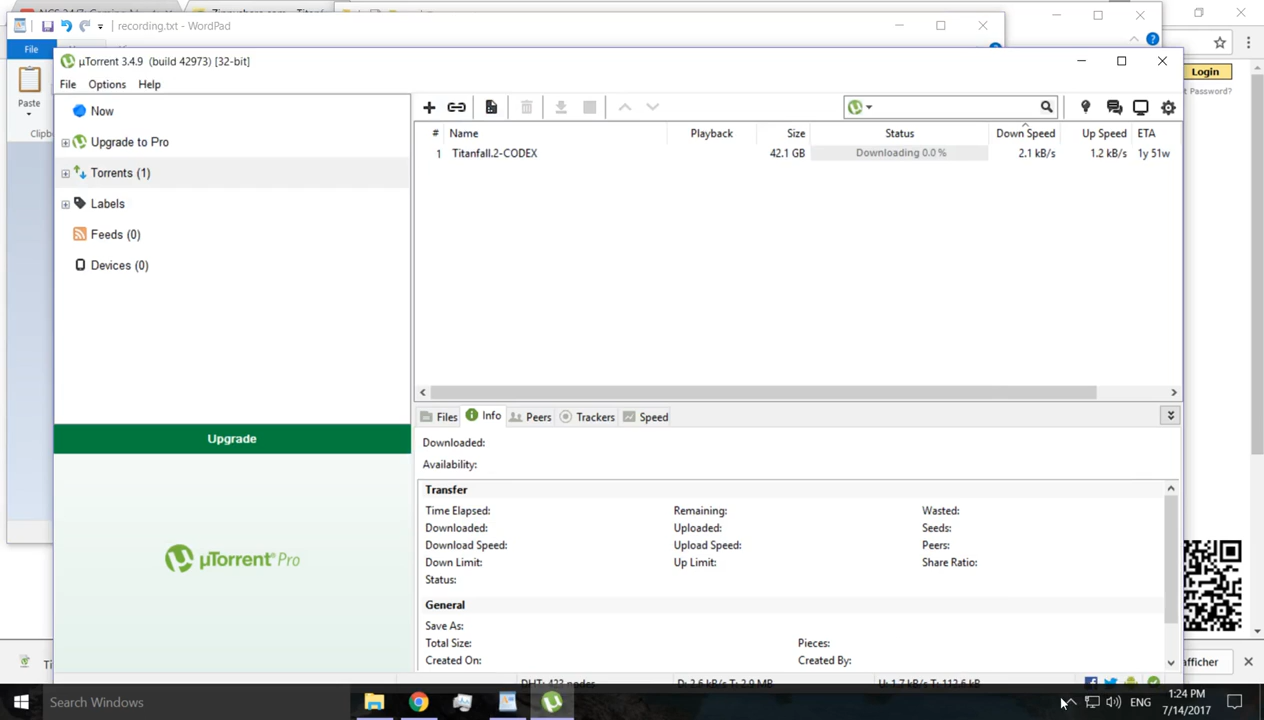 recording.txt - WordPad
File
Paste
Login
t Password?
µTorrent 3.4.9 (build 42973) [32-bit]
File Options Help
Now
Upgrade to Pro
Torrents (1)
Labels
Feeds (0)
Devices (0)
Upgrade
µTorrent Pro
# Name Playback Size Status Down Speed Up Speed ETA
1 Titanfall.2-CODEX 42.1 GB Downloading 0.0 % 2.1 kB/s 1.2 kB/s 1y 51w
Files Info Peers Trackers Speed
Downloaded:
Availability:
Transfer
Time Elapsed: Remaining: Wasted:
Downloaded: Uploaded: Seeds:
Download Speed: Upload Speed: Peers:
Down Limit: Up Limit: Share Ratio:
Status:
General
Save As:
Total Size: Pieces:
Created On: Created By:
afficher
Search Windows
ENG
1:24 PM
7/14/2017